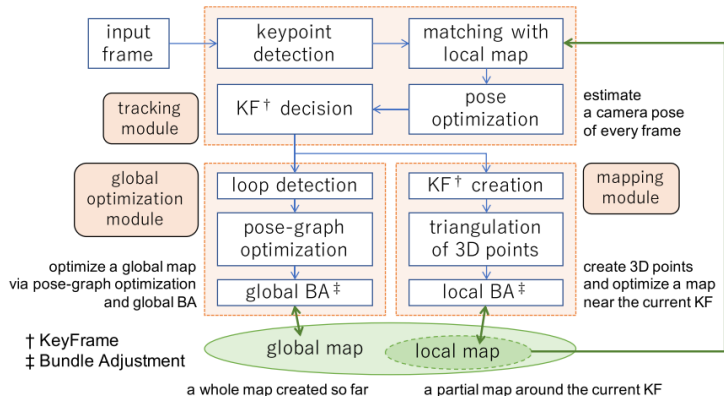 input
frame
keypoint
detection
matching with
local map
tracking
module
KF† decision
pose
optimization
estimate
a camera pose
of every frame
global
optimization
module
loop detection
KF† creation
mapping
module
pose-graph
optimization
triangulation
of 3D points
optimize a global map
via pose-graph optimization
and global BA
global BA‡
local BA‡
create 3D points
and optimize a map
near the current KF
† KeyFrame
‡ Bundle Adjustment
global map
local map
a whole map created so far
a partial map around the current KF